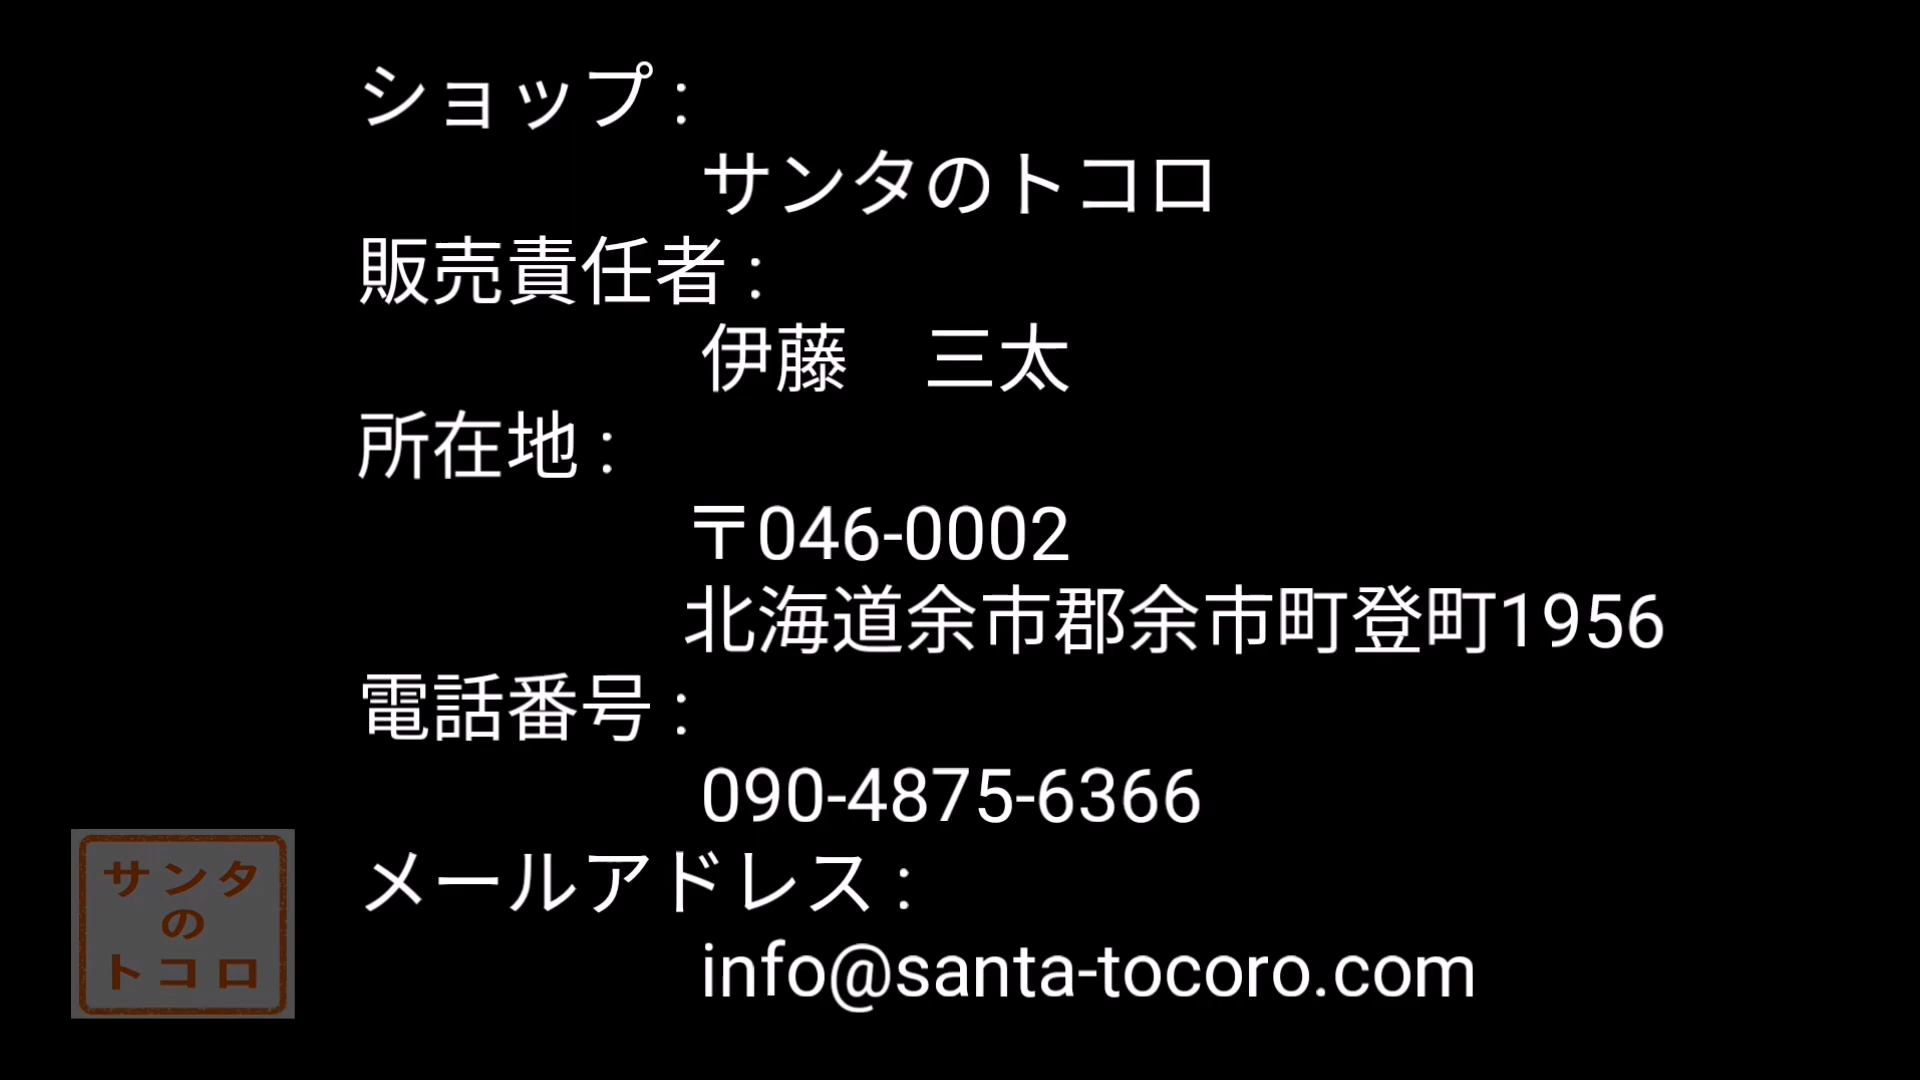 ショップ：
サンタのトコロ
販売責任者：
伊藤　三太
所在地：
〒046-0002
北海道余市郡余市町登町1956
電話番号：
090-4875-6366
メールアドレス：
info@santa-tocoro.com
サンタ
の
トコロ